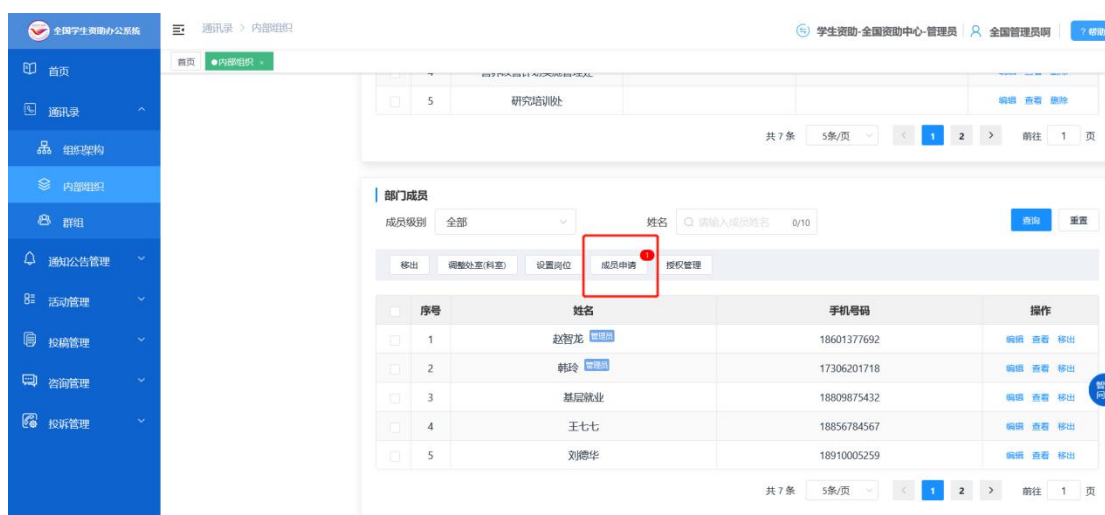 全国学生资助办公系统
通讯录 > 内部组织
学生资助-全国资助中心-管理员
全国管理员啊
? 帮助
首页
●内部组织 ×
首页
通讯录
组织架构
内部组织
群组
通知公告管理
活动管理
投稿管理
咨询管理
投诉管理
5 研究培训处 编辑 查看 删除
共 7 条 5条/页 < 1 2 > 前往 1 页
部门成员
成员级别 全部 姓名 请输入成员姓名 0/10 查询 重置
移出 调整处室(科室) 设置岗位 成员申请 1 授权管理
序号 姓名 手机号码 操作
1 赵智龙 管理员 18601377692 编辑 查看 移出
2 韩玲 管理员 17306201718 编辑 查看 移出
3 基层就业 18809875432 编辑 查看 移出
4 王七七 18856784567 编辑 查看 移出
5 刘德华 18910005259 编辑 查看 移出
智
问
共 7 条 5条/页 < 1 2 > 前往 1 页